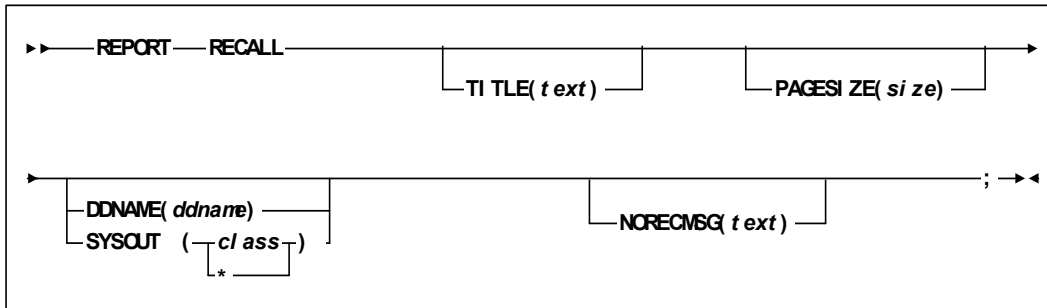 REPORT RECALL
TITLE(text) PAGESIZE(size)
;
DDNAME(ddname)
NORECMSG(text)
SYSOUT (class)
*